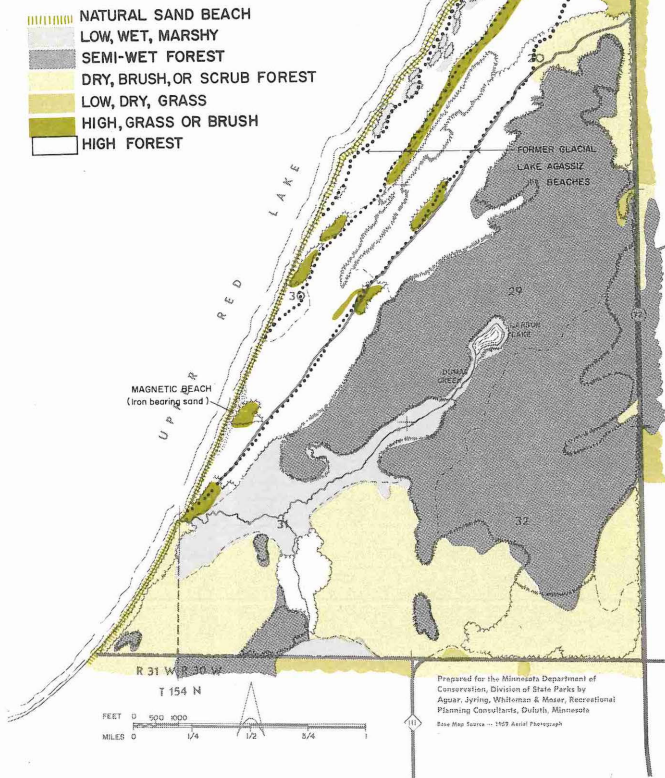 NATURAL SAND BEACH
LOW, WET, MARSHY
SEMI-WET FOREST
DRY, BRUSH, OR SCRUB FOREST
LOW, DRY, GRASS
HIGH, GRASS OR BRUSH
HIGH FOREST
20
FORMER GLACIAL
LAKE AGASSIZ
BEACHES
UPPER RED LAKE
30
29
(72)
LARSON
LAKE
DUMAS
CREEK
MAGNETIC BEACH
(Iron bearing sand)
31
32
R 31 W R 30 W
T 154 N
FEET 0 500 1000
MILES 0 1/4 1/2 3/4 1
111
Prepared for the Minnesota Department of
Conservation, Division of State Parks by
Aguar, Jyring, Whiteman & Moser, Recreational
Planning Consultants, Duluth, Minnesota
Base Map Source — Aerial Photograph